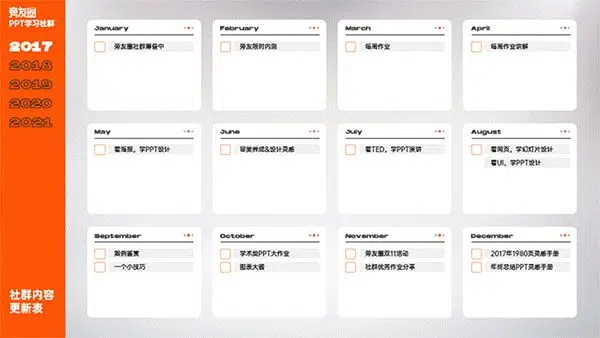 旁友圈
PPT学习社群
2017
2018
2019
2020
2021
社群内容
更新表
January
旁友圈社群筹备中
February
旁友限时内测
March
每周作业
April
每周作业讲解
May
看海报，学PPT设计
June
审美养成&设计灵感
July
看TED，学PPT演讲
August
看网页，学幻灯片设计
看UI，学PPT设计
September
案例鉴赏
一个小技巧
October
学术类PPT大作业
图表大餐
November
旁友圈双11活动
社群优秀作业分享
December
2017年1980页灵感手册
年终总结PPT灵感手册